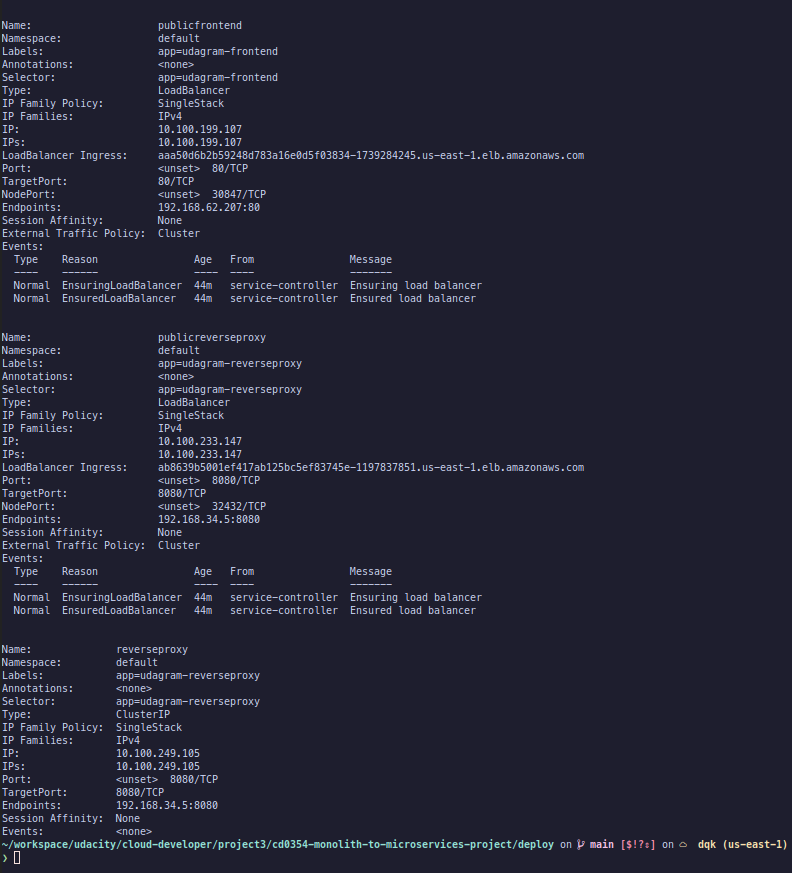 Name:                     publicfrontend
Namespace:                default
Labels:                   app=udagram-frontend
Annotations:              <none>
Selector:                 app=udagram-frontend
Type:                     LoadBalancer
IP Family Policy:         SingleStack
IP Families:              IPv4
IP:                       10.100.199.107
IPs:                      10.100.199.107
LoadBalancer Ingress:     aaa50d6b2b59248d783a16e0d5f03834-1739284245.us-east-1.elb.amazonaws.com
Port:                     <unset>  80/TCP
TargetPort:               80/TCP
NodePort:                 <unset>  30847/TCP
Endpoints:                192.168.62.207:80
Session Affinity:         None
External Traffic Policy:  Cluster
Events:
  Type    Reason                Age   From                Message
  ----    ------                ----  ----                -------
  Normal  EnsuringLoadBalancer  44m   service-controller  Ensuring load balancer
  Normal  EnsuredLoadBalancer   44m   service-controller  Ensured load balancer
Name:                     publicreverseproxy
Namespace:                default
Labels:                   app=udagram-reverseproxy
Annotations:              <none>
Selector:                 app=udagram-reverseproxy
Type:                     LoadBalancer
IP Family Policy:         SingleStack
IP Families:              IPv4
IP:                       10.100.233.147
IPs:                      10.100.233.147
LoadBalancer Ingress:     ab8639b5001ef417ab125bc5ef83745e-1197837851.us-east-1.elb.amazonaws.com
Port:                     <unset>  8080/TCP
TargetPort:               8080/TCP
NodePort:                 <unset>  32432/TCP
Endpoints:                192.168.34.5:8080
Session Affinity:         None
External Traffic Policy:  Cluster
Events:
  Type    Reason                Age   From                Message
  ----    ------                ----  ----                -------
  Normal  EnsuringLoadBalancer  44m   service-controller  Ensuring load balancer
  Normal  EnsuredLoadBalancer   44m   service-controller  Ensured load balancer
Name:              reverseproxy
Namespace:         default
Labels:            app=udagram-reverseproxy
Annotations:       <none>
Selector:          app=udagram-reverseproxy
Type:              ClusterIP
IP Family Policy:  SingleStack
IP Families:       IPv4
IP:                10.100.249.105
IPs:               10.100.249.105
Port:              <unset>  8080/TCP
TargetPort:        8080/TCP
Endpoints:         192.168.34.5:8080
Session Affinity:  None
Events:            <none>
~/workspace/udacity/cloud-developer/project3/cd0354-monolith-to-microservices-project/deploy on main [$!?⇕] on dqk (us-east-1)
❯